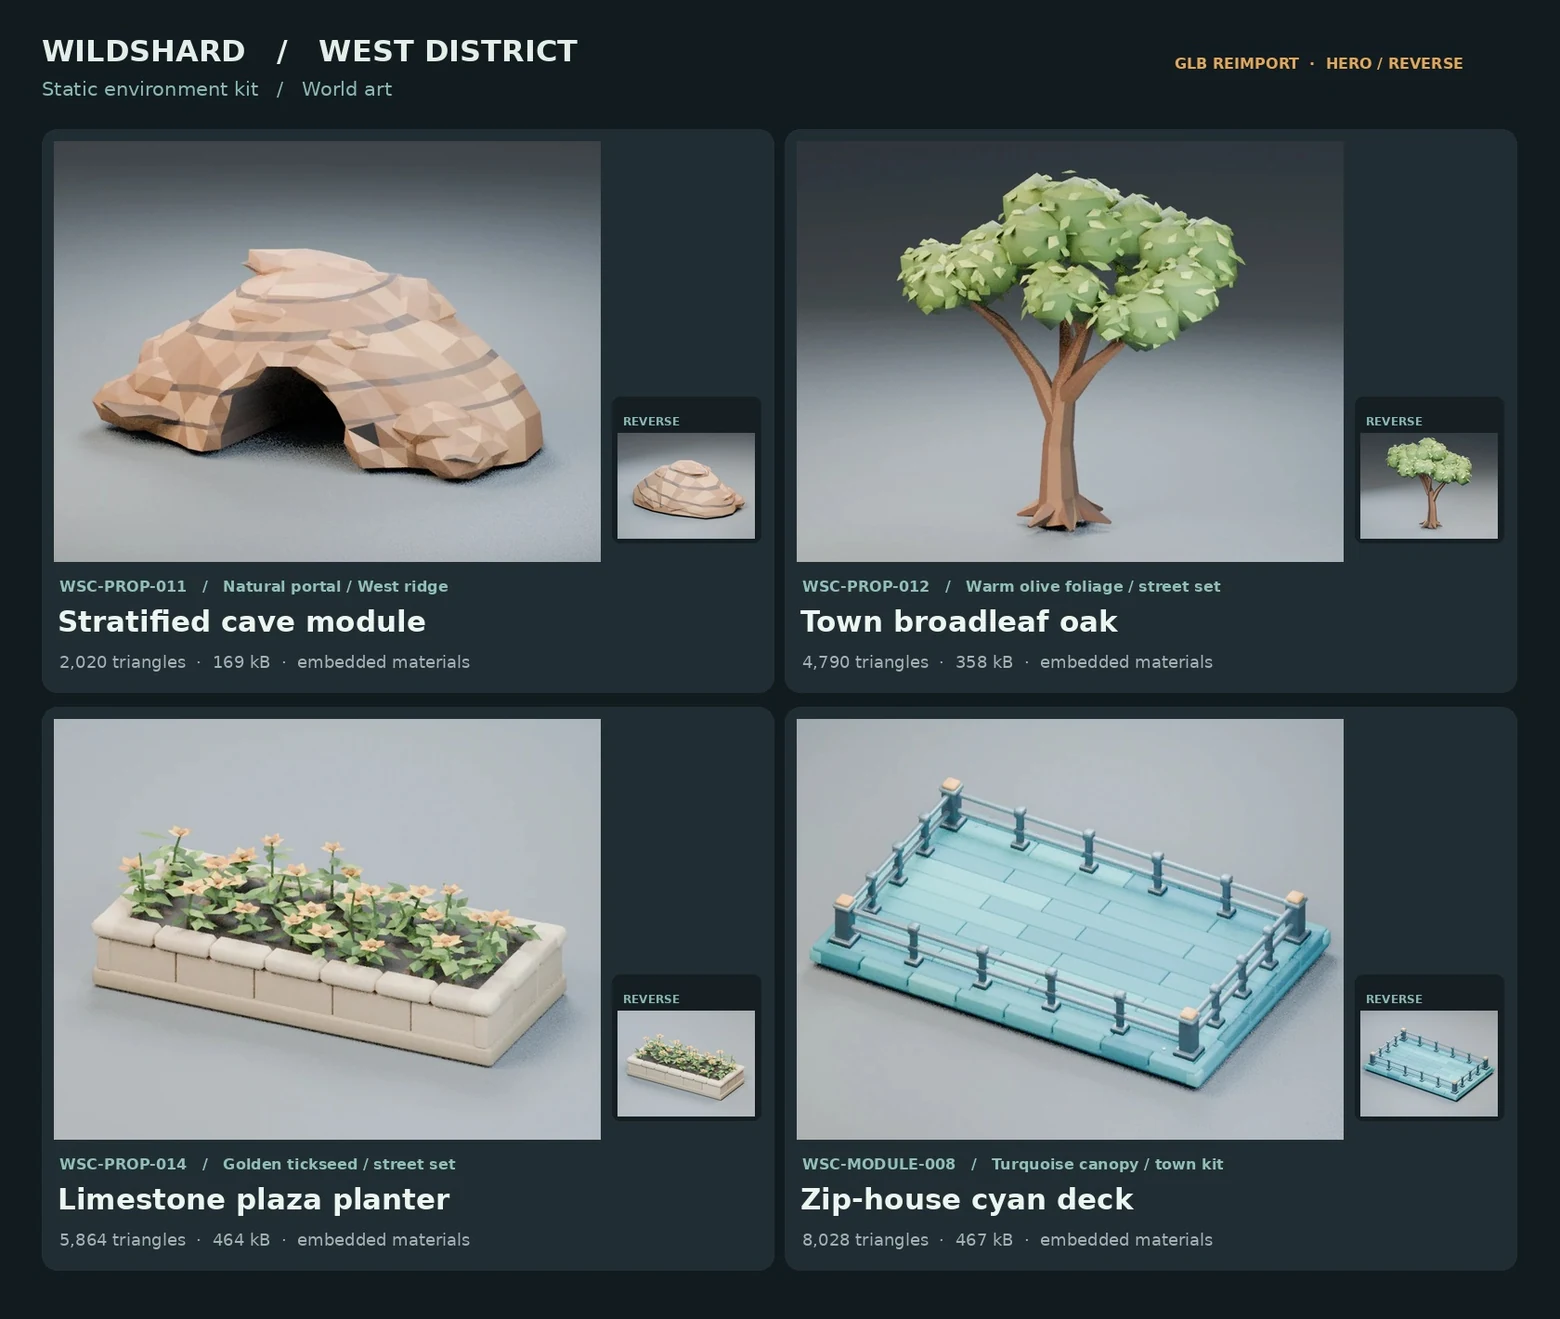 WILDSHARD / WEST DISTRICT
Static environment kit / World art
GLB REIMPORT · HERO / REVERSE
REVERSE
WSC-PROP-011 / Natural portal / West ridge
Stratified cave module
2,020 triangles · 169 kB · embedded materials
REVERSE
WSC-PROP-012 / Warm olive foliage / street set
Town broadleaf oak
4,790 triangles · 358 kB · embedded materials
REVERSE
WSC-PROP-014 / Golden tickseed / street set
Limestone plaza planter
5,864 triangles · 464 kB · embedded materials
REVERSE
WSC-MODULE-008 / Turquoise canopy / town kit
Zip-house cyan deck
8,028 triangles · 467 kB · embedded materials